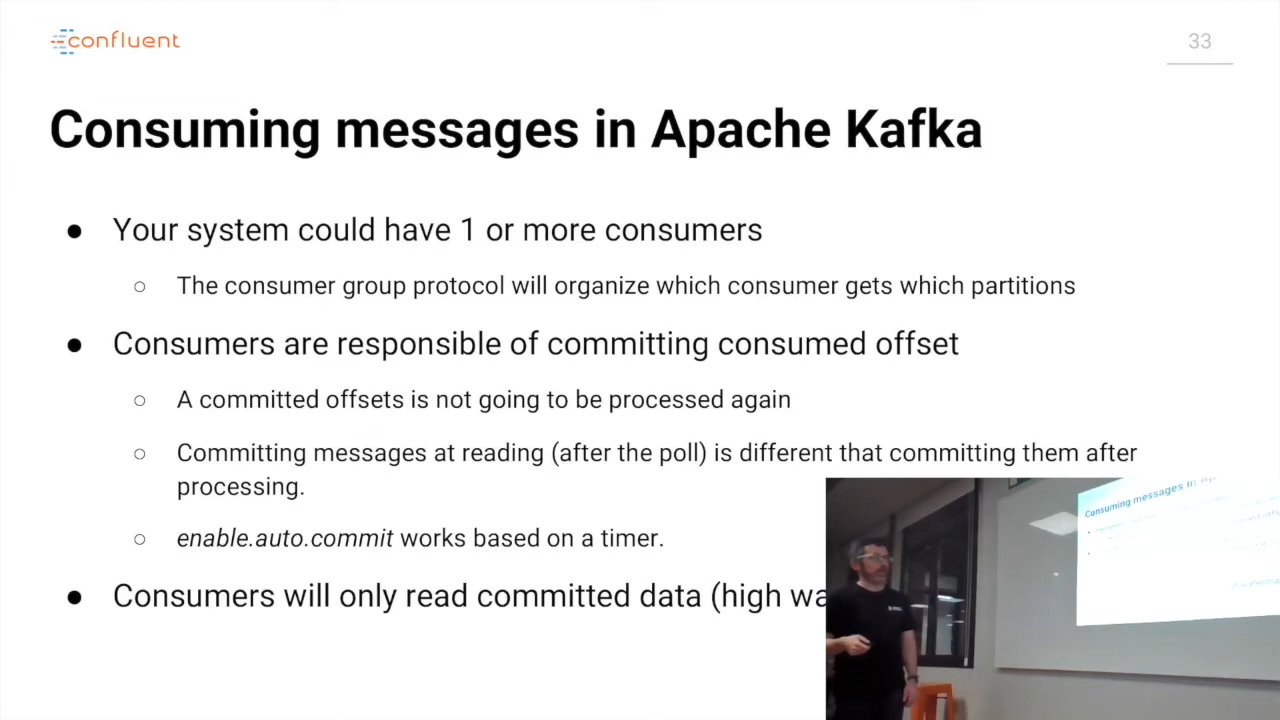 confluent
33
Consuming messages in Apache Kafka
● Your system could have 1 or more consumers
○ The consumer group protocol will organize which consumer gets which partitions
● Consumers are responsible of committing consumed offset
○ A committed offsets is not going to be processed again
○ Committing messages at reading (after the poll) is different that committing them after
processing.
○ enable.auto.commit works based on a timer.
● Consumers will only read committed data (high wa
Consuming messages in